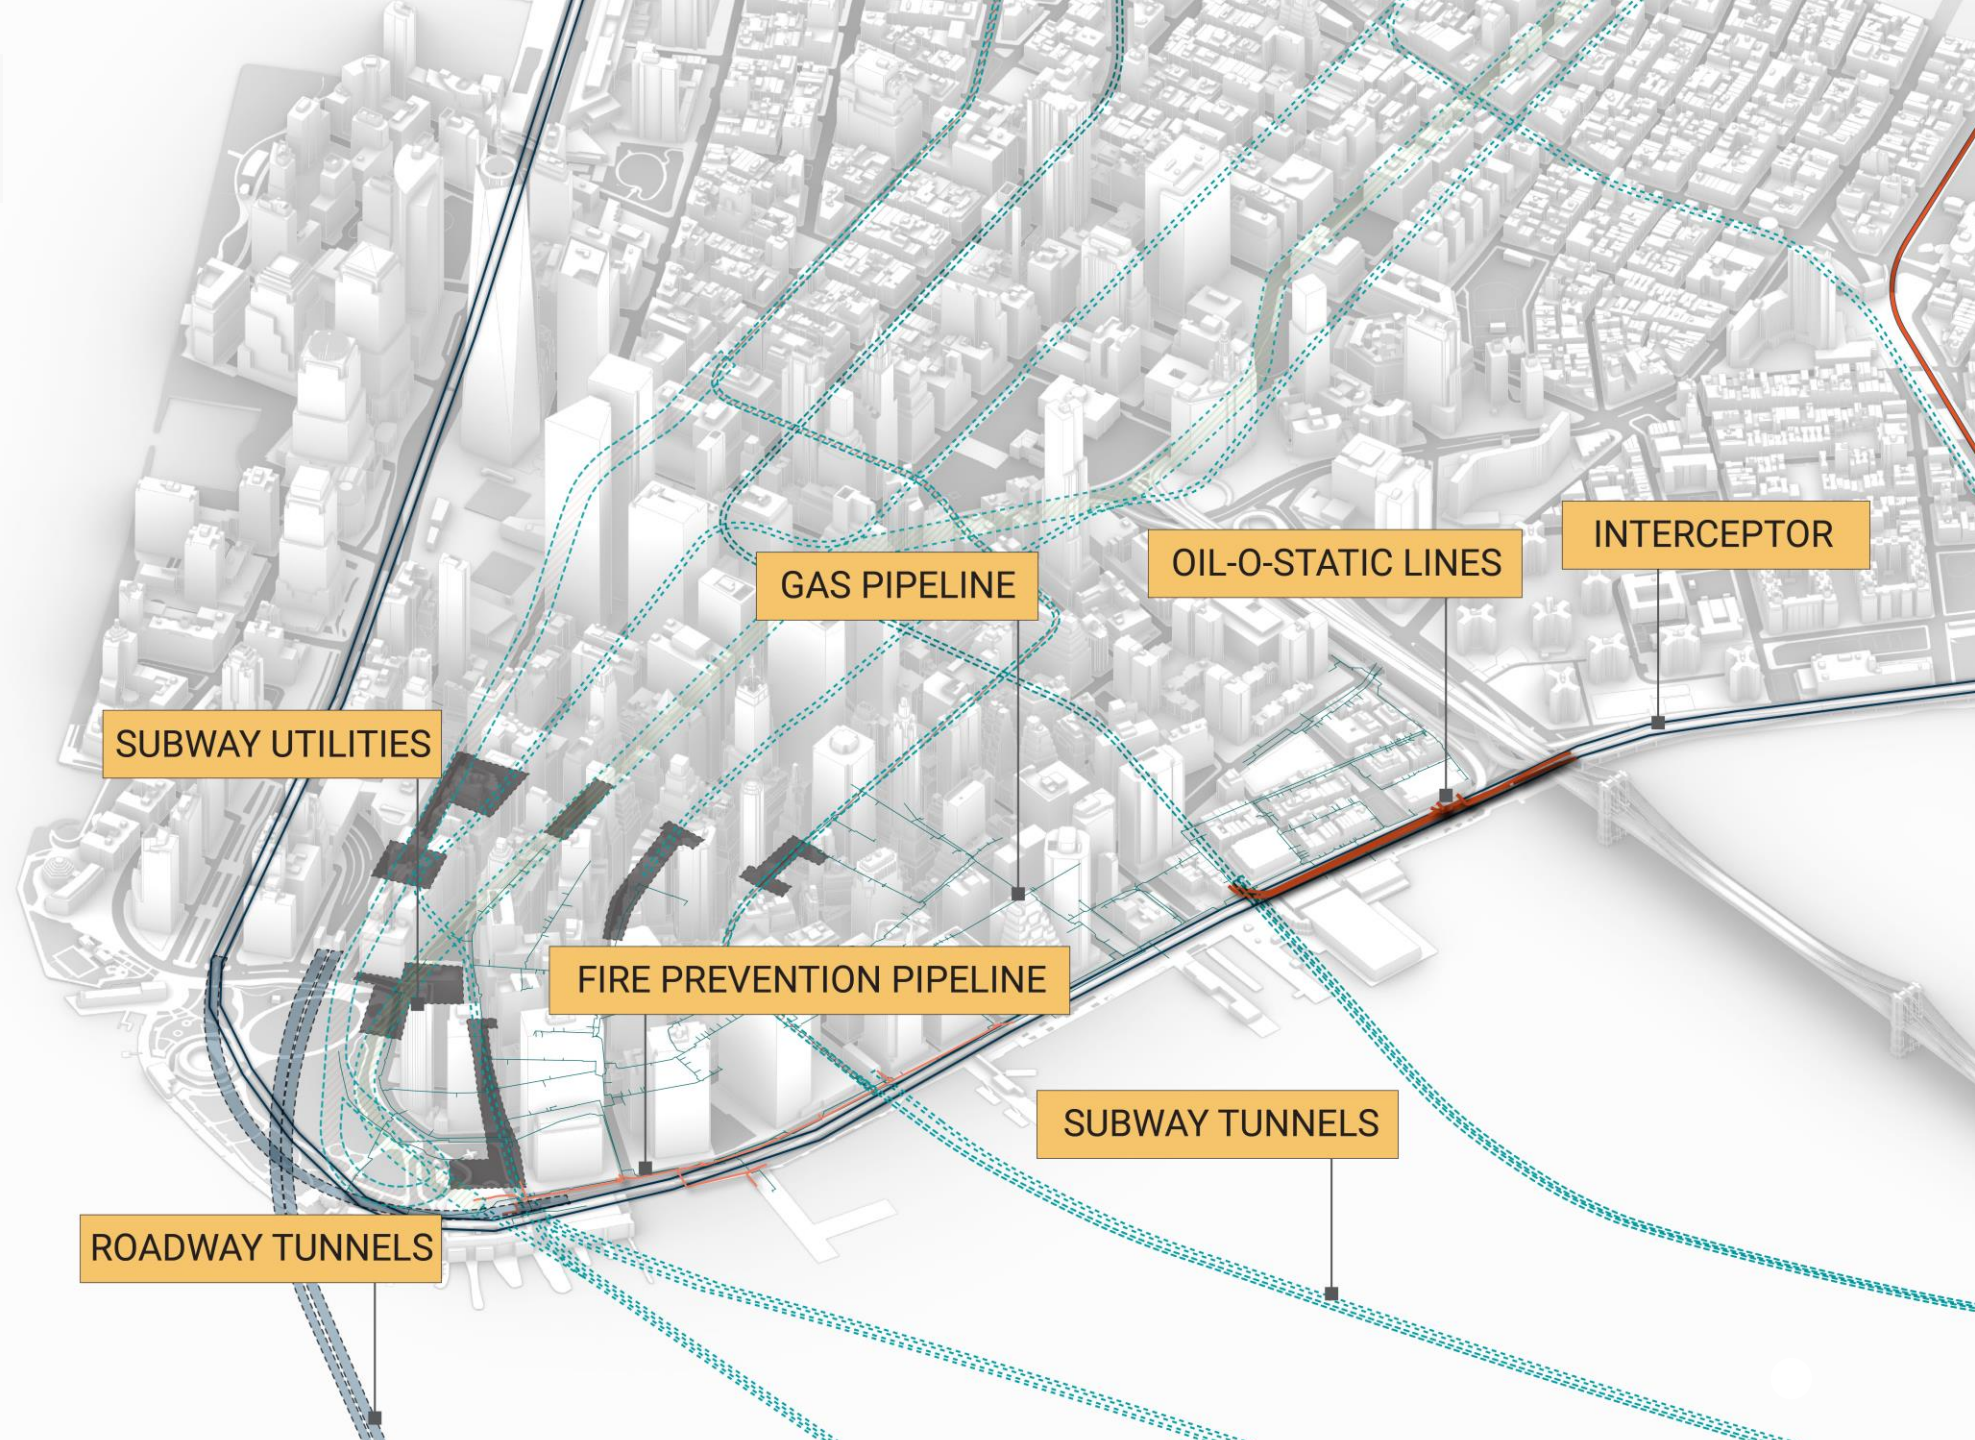 INTERCEPTOR
OIL-O-STATIC LINES
GAS PIPELINE
SUBWAY UTILITIES
FIRE PREVENTION PIPELINE
SUBWAY TUNNELS
ROADWAY TUNNELS